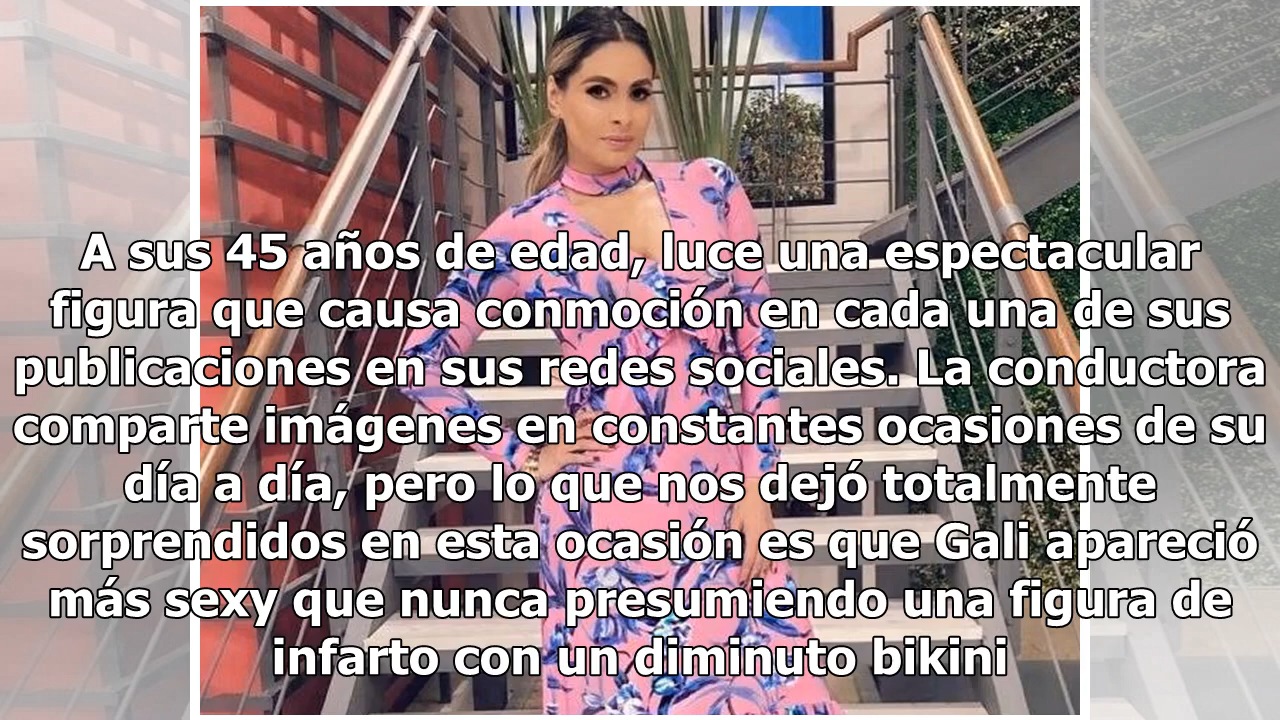 A sus 45 años de edad, luce una espectacular
figura que causa conmoción en cada una de sus
publicaciones en sus redes sociales. La conductora
comparte imágenes en constantes ocasiones de su
día a día, pero lo que nos dejó totalmente
sorprendidos en esta ocasión es que Gali apareció
más sexy que nunca presumiendo una figura de
infarto con un diminuto bikini